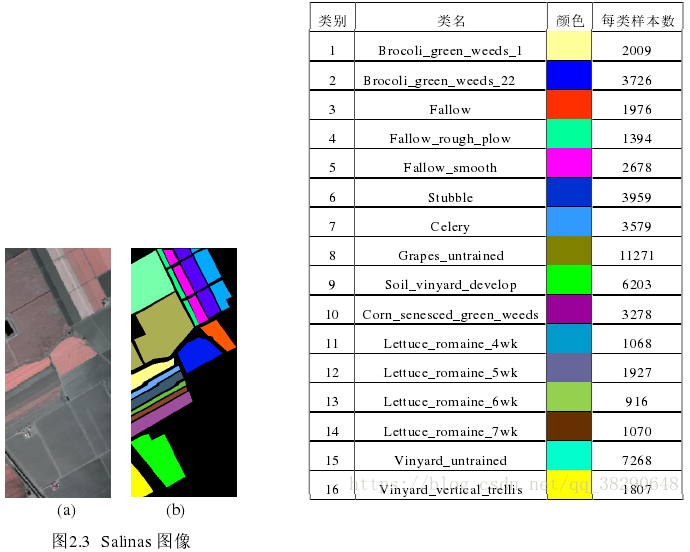 类别 类名 颜色 每类样本数
1 Brocoli_green_weeds_1 2009
2 Brocoli_green_weeds_22 3726
3 Fallow 1976
4 Fallow_rough_plow 1394
5 Fallow_smooth 2678
6 Stubble 3959
7 Celery 3579
8 Grapes_untrained 11271
9 Soil_vinyard_develop 6203
10 Corn_senesced_green_weeds 3278
11 Lettuce_romaine_4wk 1068
12 Lettuce_romaine_5wk 1927
13 Lettuce_romaine_6wk 916
14 Lettuce_romaine_7wk 1070
15 Vinyard_untrained 7268
16 Vinyard_vertical_trellis 1807
https://blog.csdn.net/qq_38290648
(a) (b)
图2.3 Salinas 图像